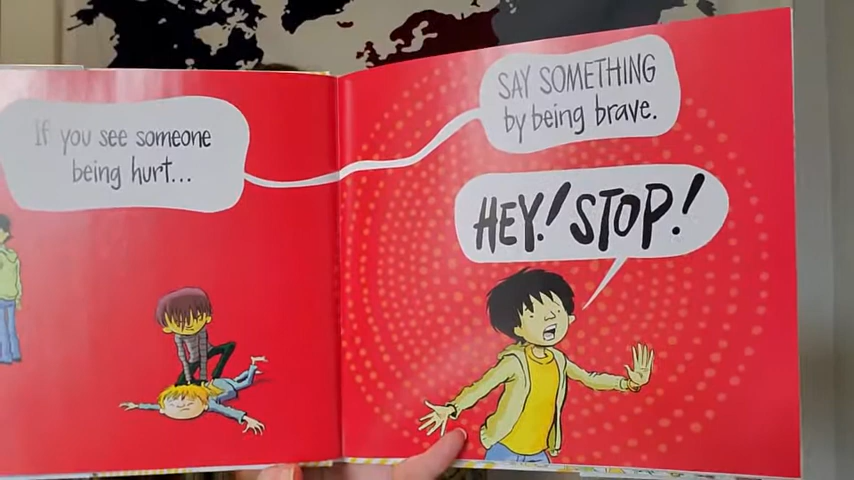 If you see someone
being hurt...
SAY SOMETHING
by being brave.
HEY! STOP!